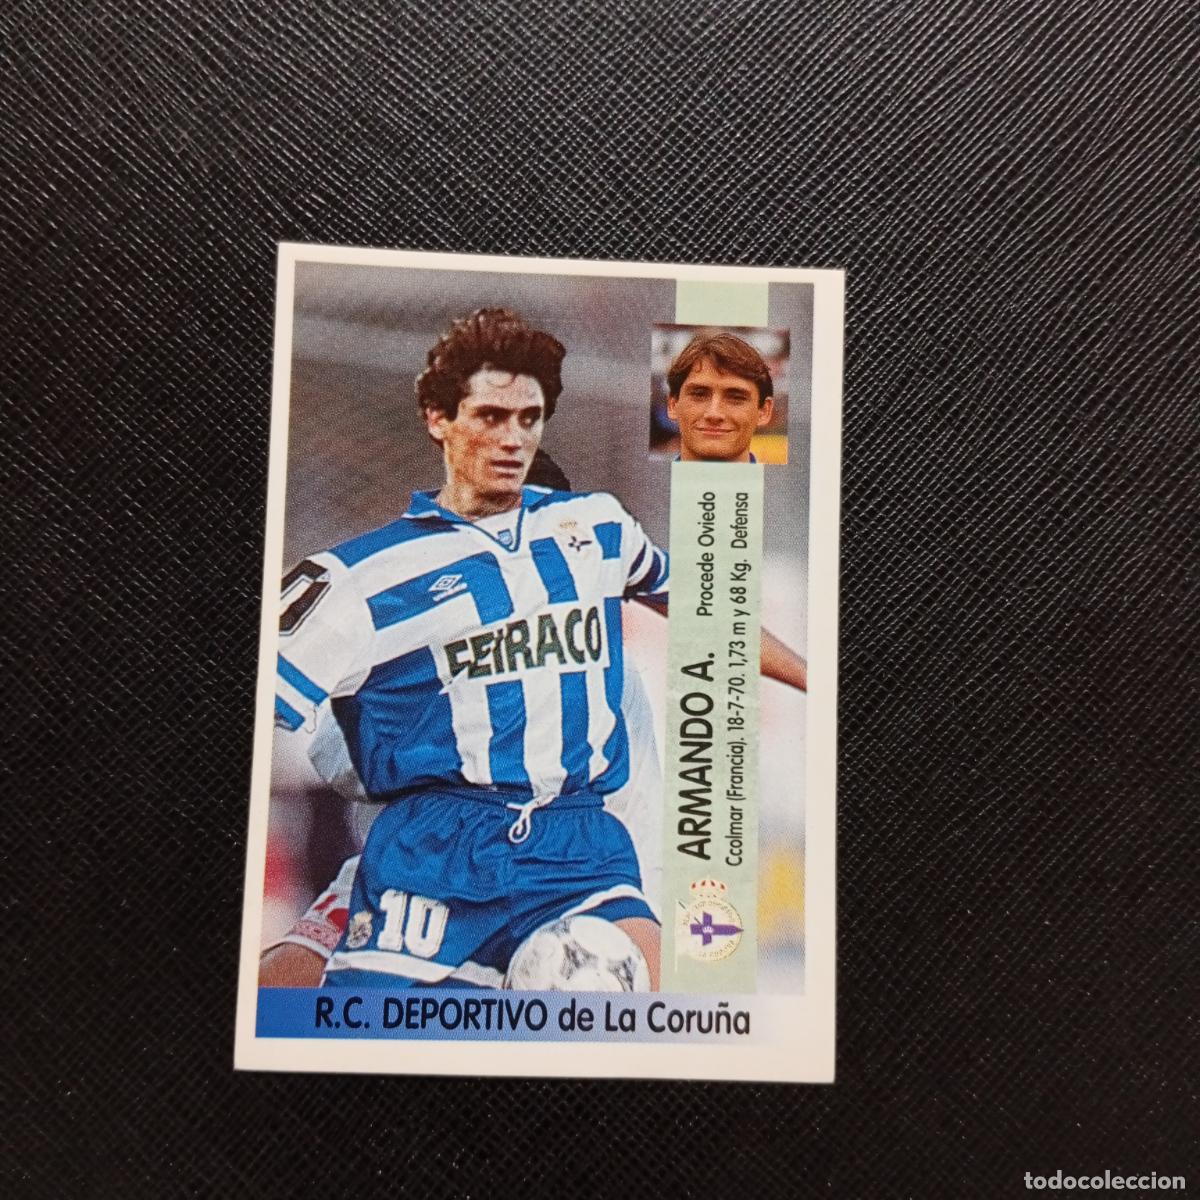 ARMANDO A. Procede Oviedo
Ccolmar (Francia). 18-7-70. 1,73 m y 68 Kg. Defensa
FEIRACO
10
R.C. DEPORTIVO de La Coruña
todocoleccion